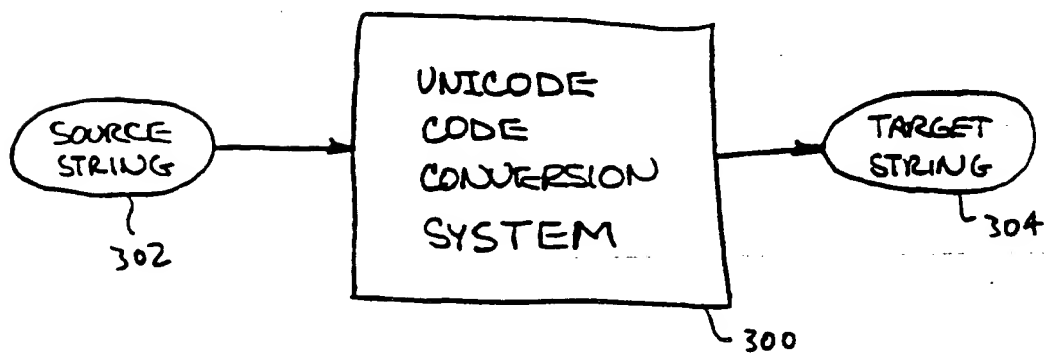 SOURCE
STRING
302
UNICODE
CODE
CONVERSION
SYSTEM
300
TARGET
STRING
304